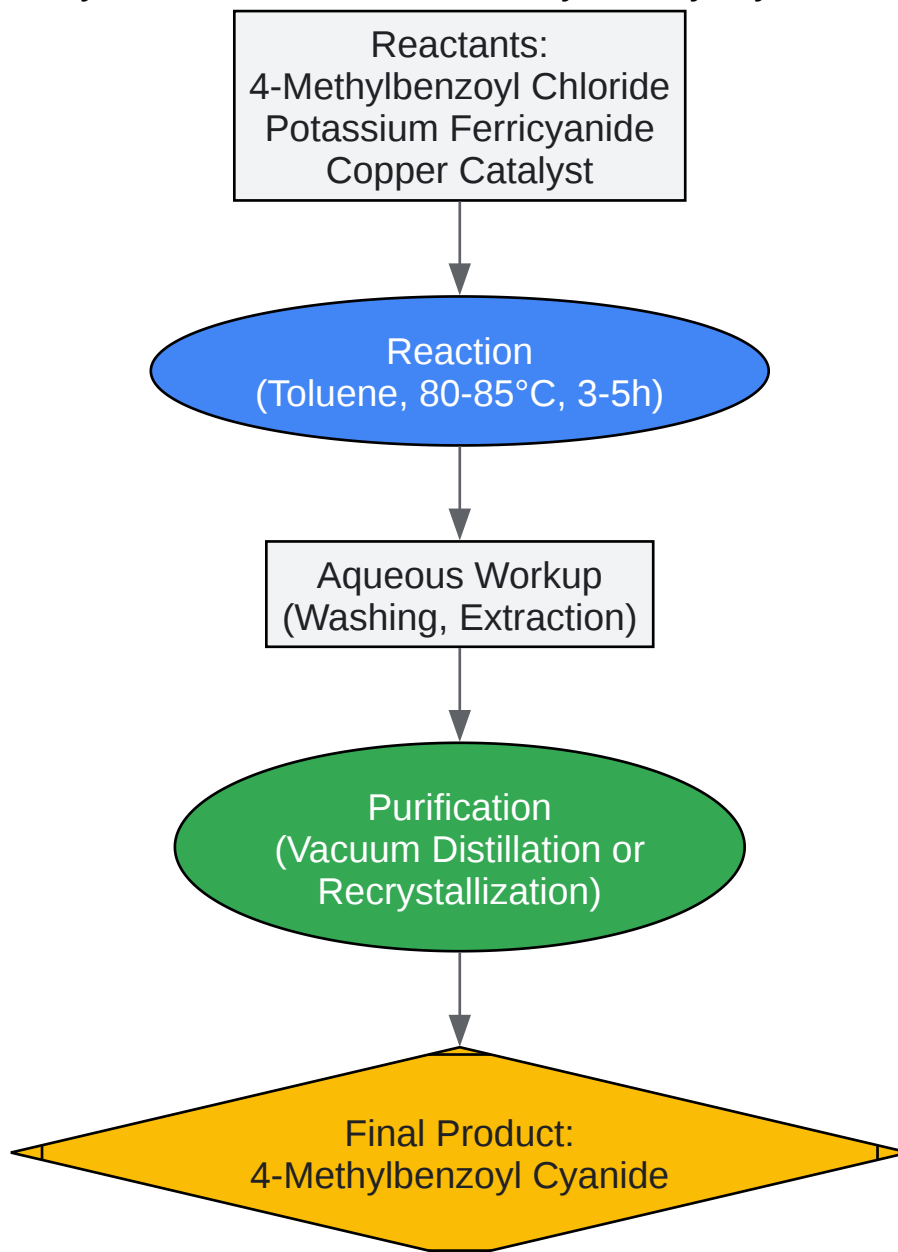 Reactants:
4-Methylbenzoyl Chloride
Potassium Ferricyanide
Copper Catalyst
Reaction
(Toluene, 80-85°C, 3-5h)
Aqueous Workup
(Washing, Extraction)
Purification
(Vacuum Distillation or
Recrystallization)
Final Product:
4-Methylbenzoyl Cyanide